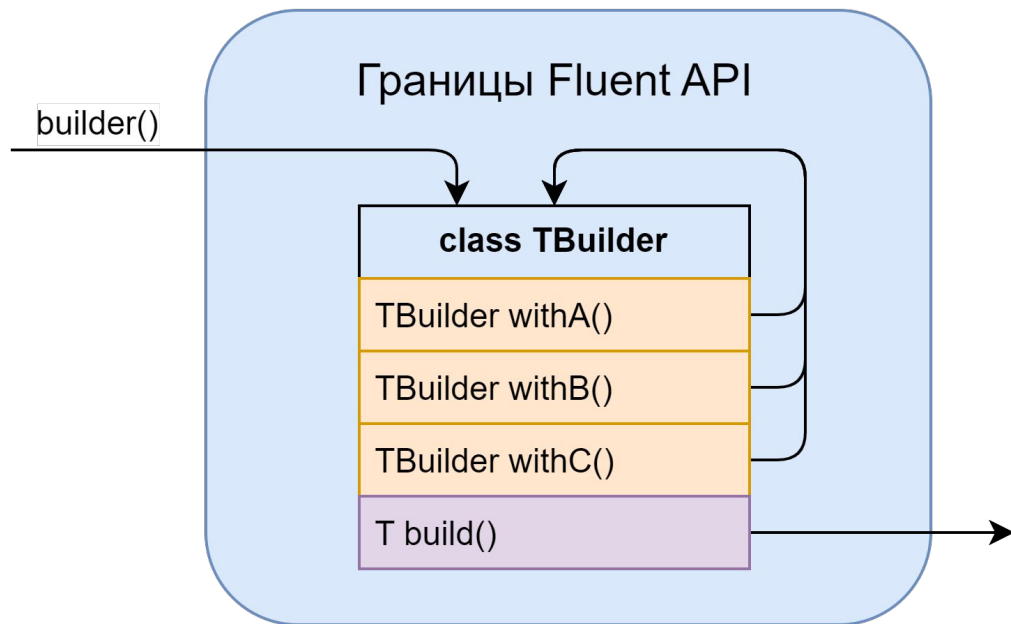 Границы Fluent API
builder()
class TBuilder
TBuilder withA()
TBuilder withB()
TBuilder withC()
T build()